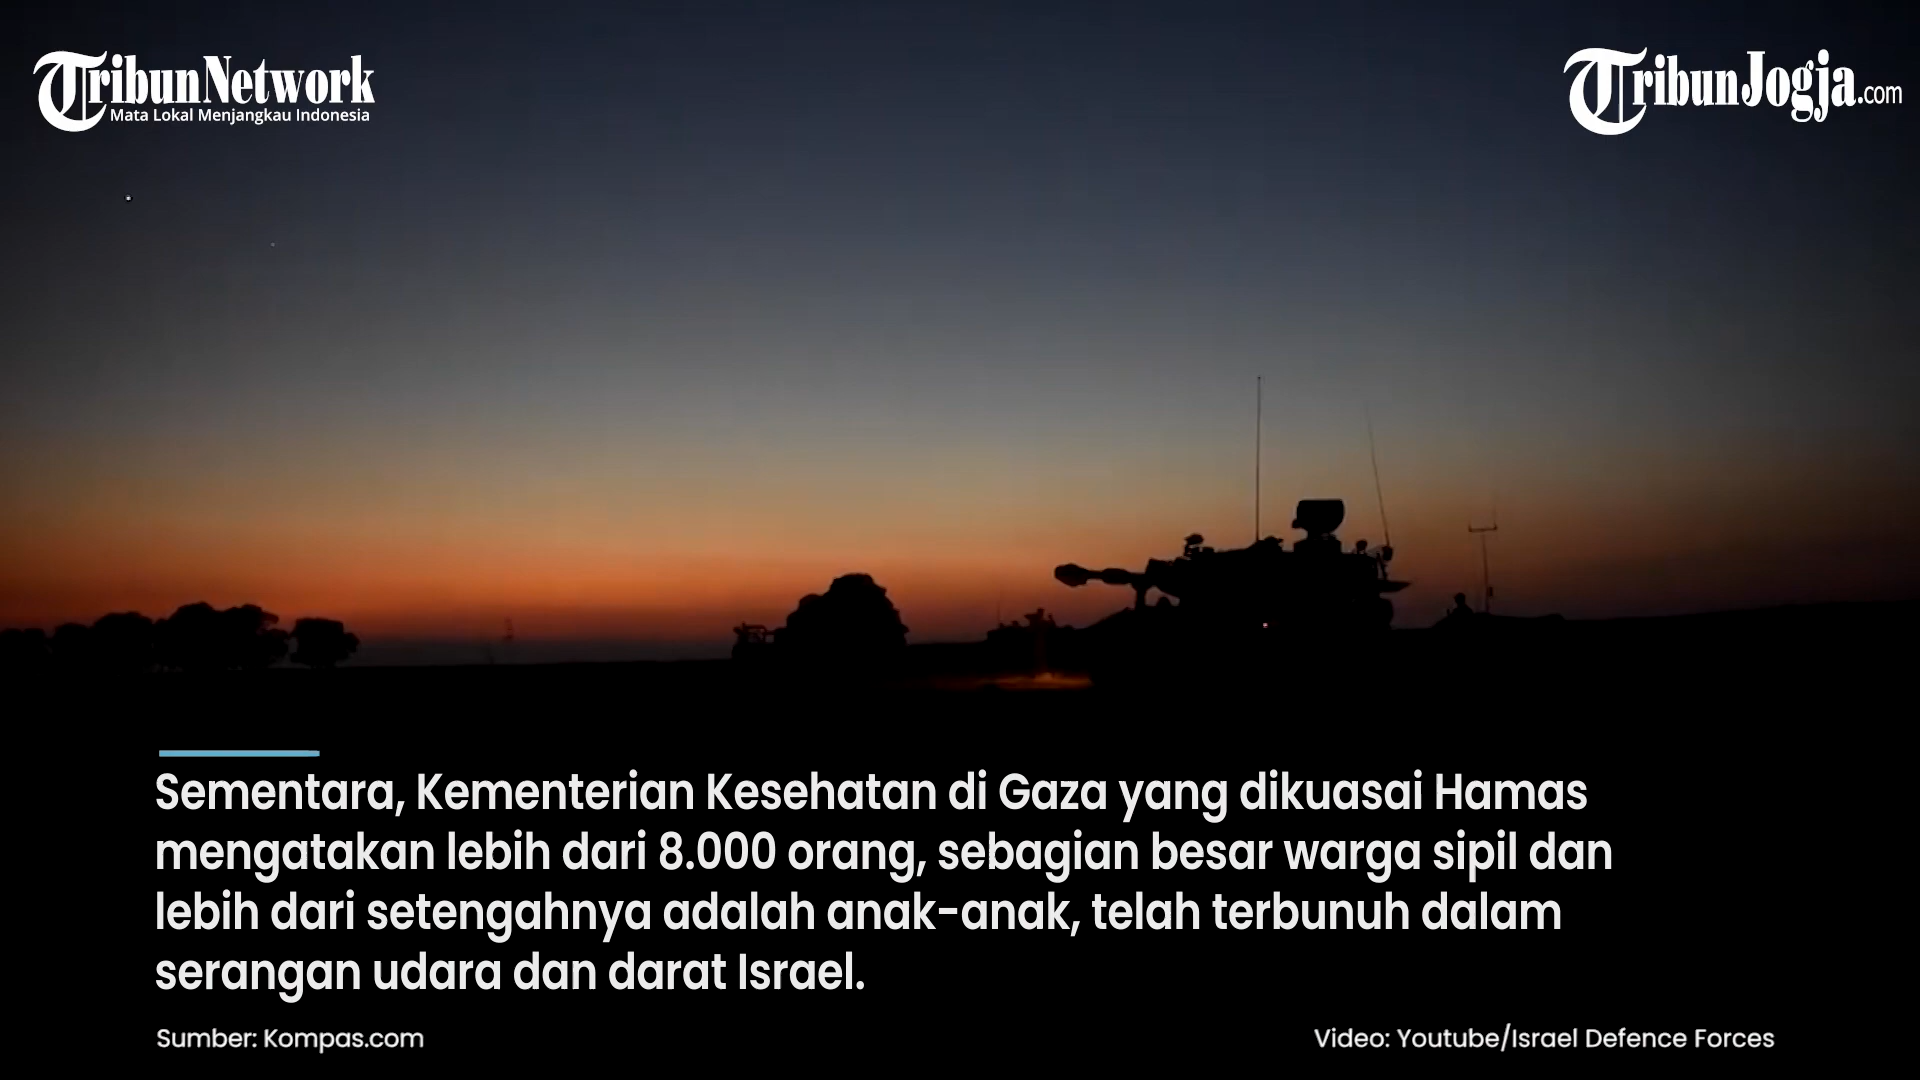 TribunNetwork
Mata Lokal Menjangkau Indonesia
TribunJogja.com
Sementara, Kementerian Kesehatan di Gaza yang dikuasai Hamas
mengatakan lebih dari 8.000 orang, sebagian besar warga sipil dan
lebih dari setengahnya adalah anak-anak, telah terbunuh dalam
serangan udara dan darat Israel.
Sumber: Kompas.com
Video: Youtube/Israel Defence Forces